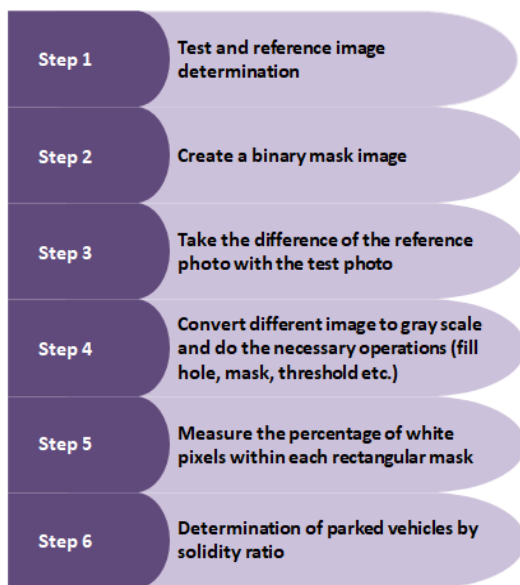 Step 1
Test and reference image
determination
Step 2
Create a binary mask image
Step 3
Take the difference of the reference
photo with the test photo
Step 4
Convert different image to gray scale
and do the necessary operations (fill
hole, mask, threshold etc.)
Step 5
Measure the percentage of white
pixels within each rectangular mask
Step 6
Determination of parked vehicles by
solidity ratio